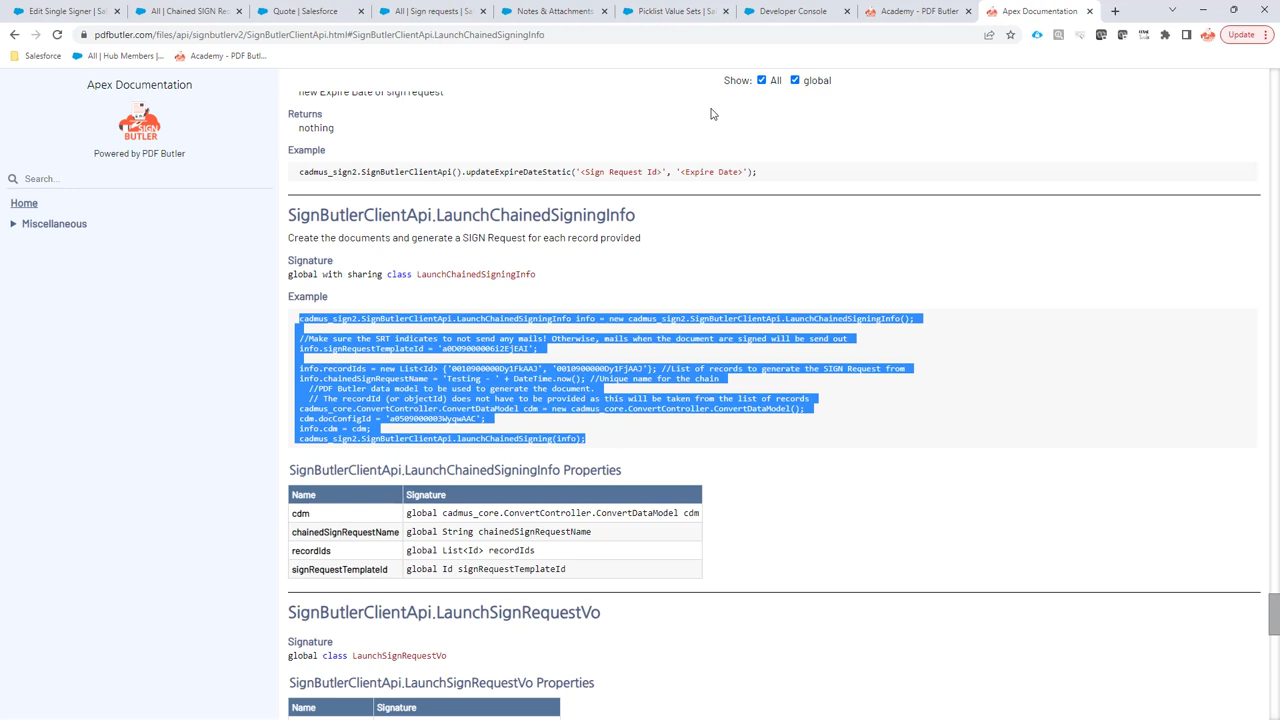 Edit Single Signer | Sa
All | Chained SIGN Re
Quote | Salesforce
All | Sign requests | Sa
Notes & Attachments
Picklist Value Sets | Sa
Developer Console
Academy - PDF Butler
Apex Documentation
pdfbutler.com/files/api/signbutlerv2/SignButlerClientApi.html#SignButlerClientApi.LaunchChainedSigningInfo
Update
Salesforce
All | Hub Members |...
Academy - PDF Butl...
Apex Documentation
SIGN
BUTLER
Powered by PDF Butler
Search...
Home
Miscellaneous
Show: All global
new Expire Date of sign request
Returns
nothing
Example
cadmus_sign2.SignButlerClientApi().updateExpireDateStatic('<Sign Request Id>', '<Expire Date>');
SignButlerClientApi.LaunchChainedSigningInfo
Create the documents and generate a SIGN Request for each record provided
Signature
global with sharing class LaunchChainedSigningInfo
Example
cadmus_sign2.SignButlerClientApi.LaunchChainedSigningInfo info = new cadmus_sign2.SignButlerClientApi.LaunchChainedSigningInfo();
//Make sure the SRT indicates to not send any mails! Otherwise, mails when the document are signed will be send out
info.signRequestTemplateId = 'a0D0900000612EjEAI';
info.recordIds = new List<Id> {'0010900000Dy1FkAAJ', '0010900000Dy1FjAAJ'}; //List of records to generate the SIGN Request from
info.chainedSignRequestName = 'Testing - ' + DateTime.now(); //Unique name for the chain
//PDF Butler data model to be used to generate the document.
// The recordId (or objectId) does not have to be provided as this will be taken from the list of records
cadmus_core.ConvertController.ConvertDataModel cdm = new cadmus_core.ConvertController.ConvertDataModel();
cdm.docConfigId = 'a0509000003WyqwAAC';
info.cdm = cdm;
cadmus_sign2.SignButlerClientApi.launchChainedSigning(info);
SignButlerClientApi.LaunchChainedSigningInfo Properties
Name Signature
cdm global cadmus_core.ConvertController.ConvertDataModel cdm
chainedSignRequestName global String chainedSignRequestName
recordIds global List<Id> recordIds
signRequestTemplateId global Id signRequestTemplateId
SignButlerClientApi.LaunchSignRequestVo
Signature
global class LaunchSignRequestVo
SignButlerClientApi.LaunchSignRequestVo Properties
Name Signature